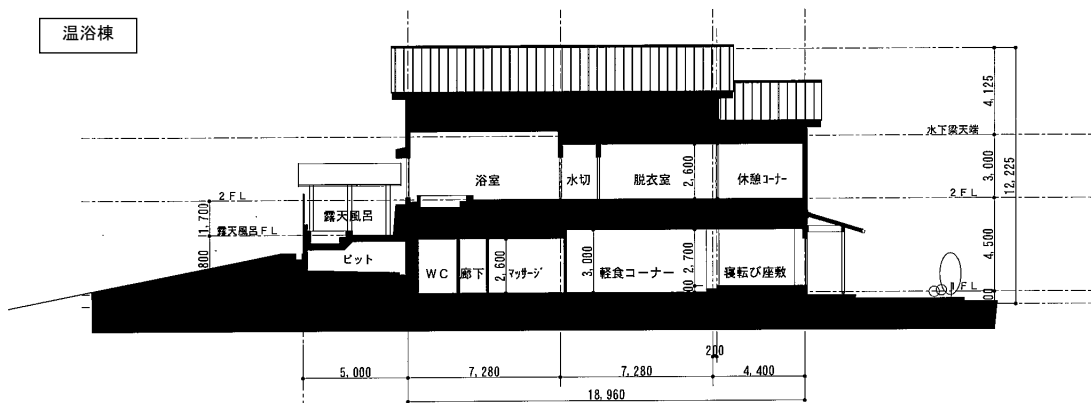 温浴棟
4,125
水下梁天端
3,000
12,225
浴室
水切
脱衣室
2,600
休憩コーナー
2FL
2FL
1,700
露天風呂
露天風呂FL
800
ピット
WC
廊下
2,600
マッサージ
3,000
軽食コーナー
2,700
寝転び座敷
4,500
FL
200
5,000
7,280
7,280
4,400
18,960